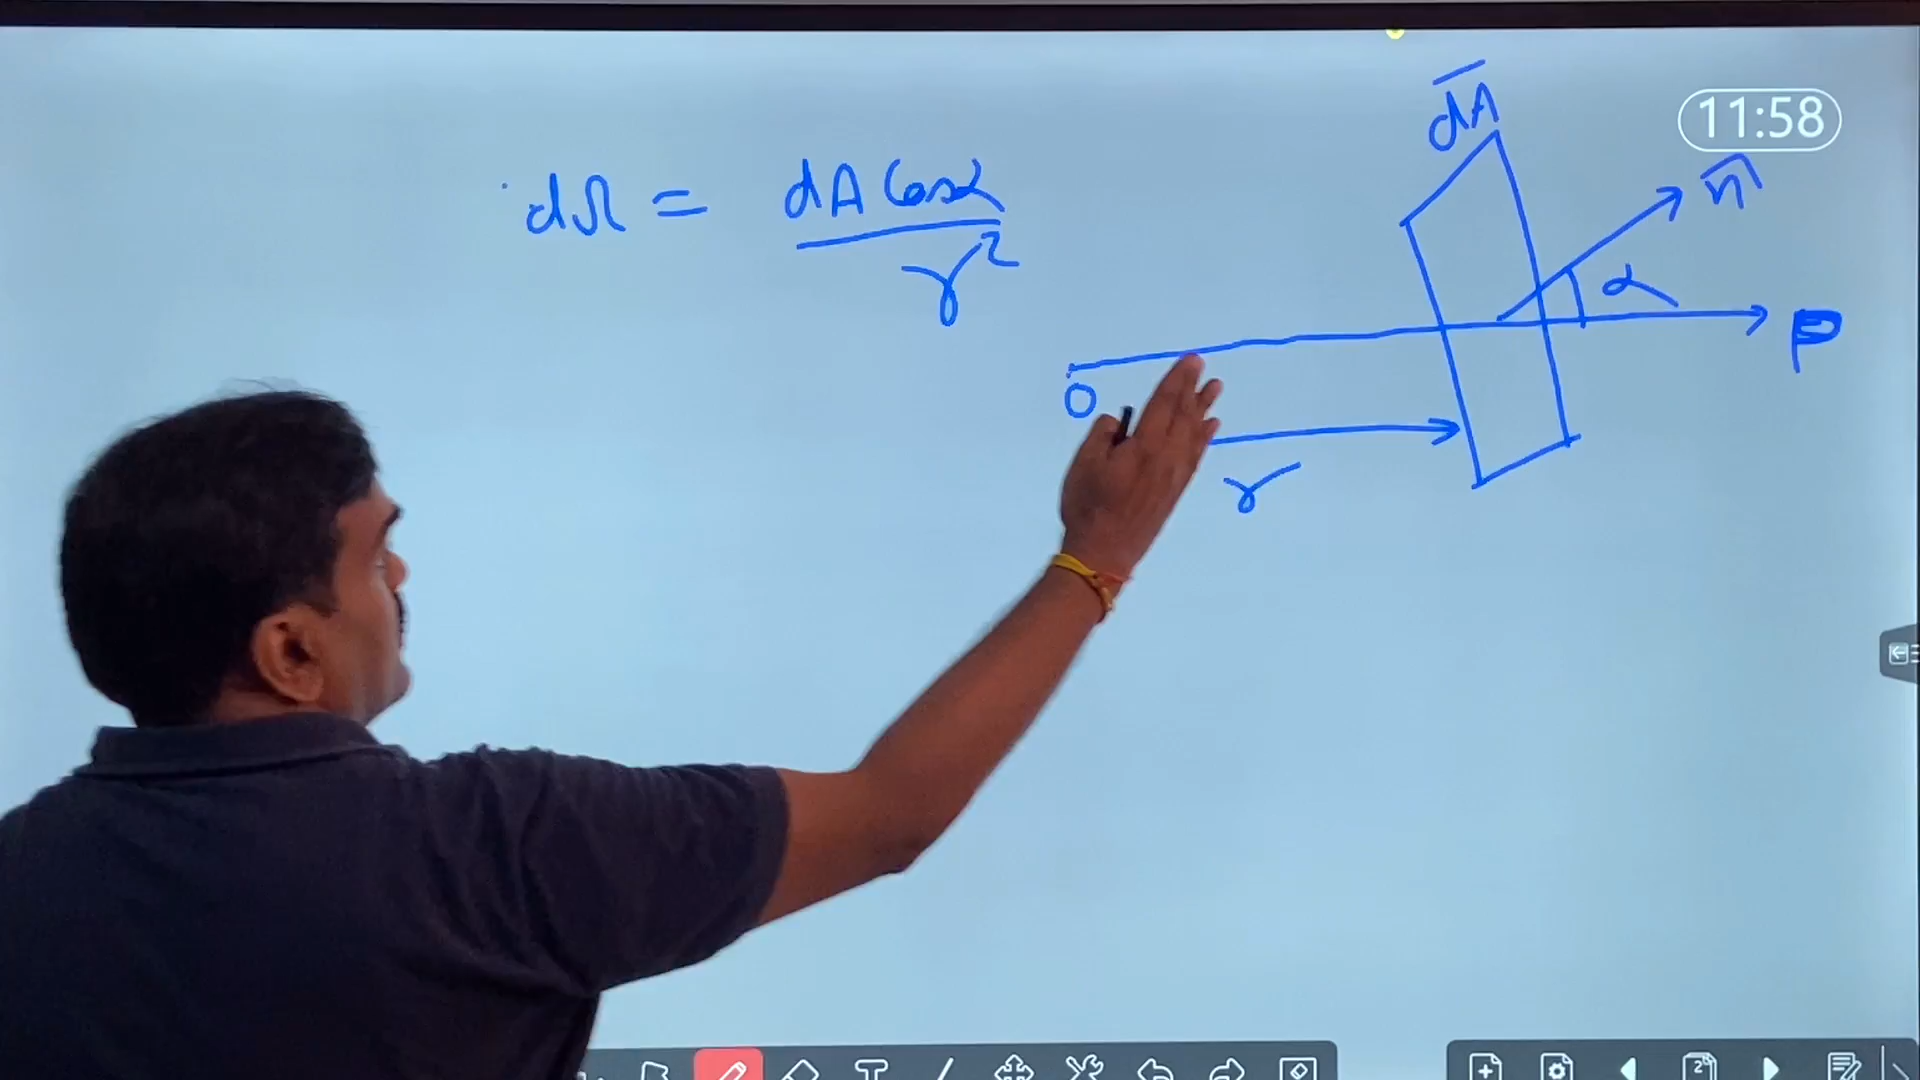 dA
11:58
dΩ = dA Cosα / r²
n
α
P
O
r